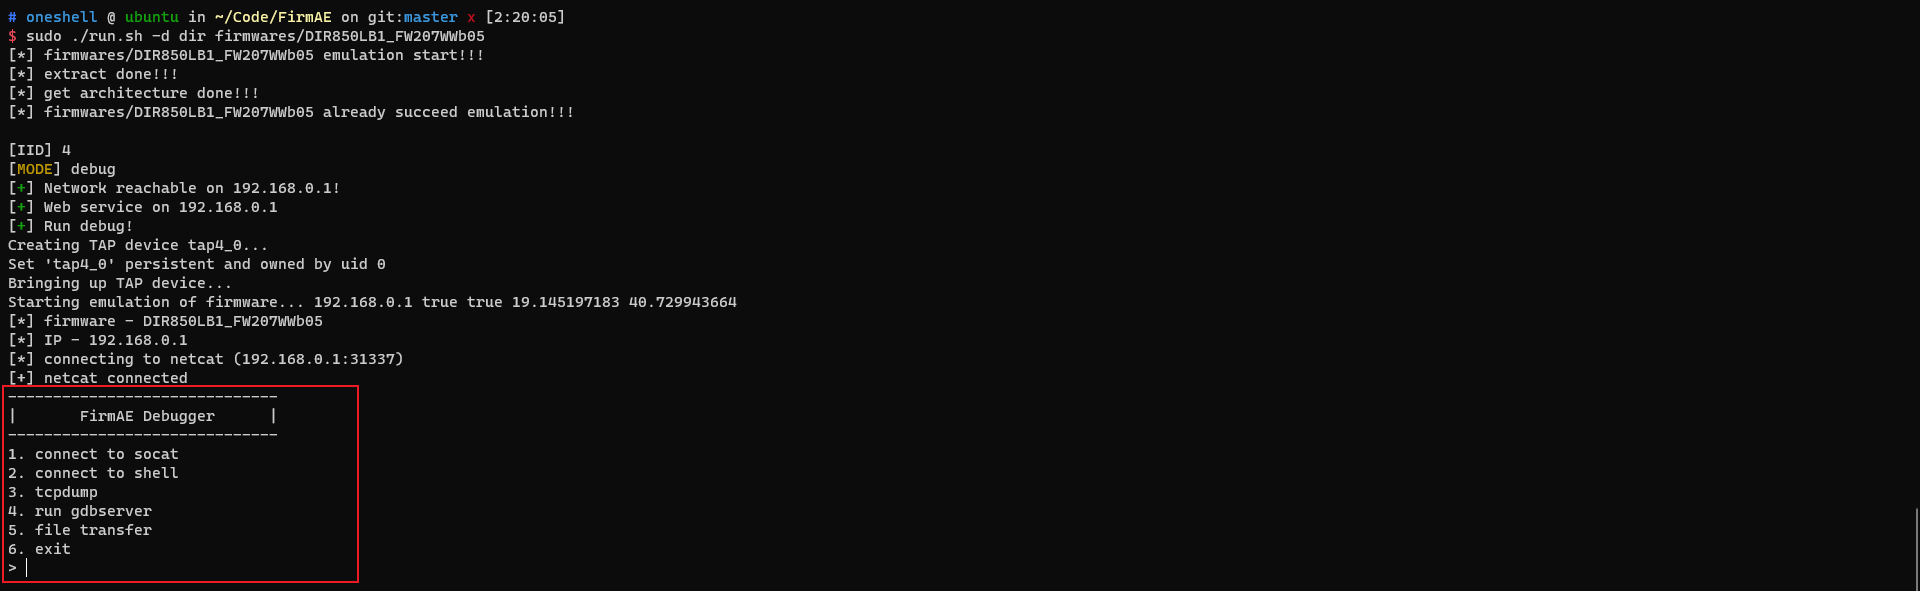 # oneshell @ ubuntu in ~/Code/FirmAE on git:master x [2:20:05]
$ sudo ./run.sh -d dir firmwares/DIR850LB1_FW207WWb05
[*] firmwares/DIR850LB1_FW207WWb05 emulation start!!!
[*] extract done!!!
[*] get architecture done!!!
[*] firmwares/DIR850LB1_FW207WWb05 already succeed emulation!!!

[IID] 4
[MODE] debug
[+] Network reachable on 192.168.0.1!
[+] Web service on 192.168.0.1
[+] Run debug!
Creating TAP device tap4_0...
Set 'tap4_0' persistent and owned by uid 0
Bringing up TAP device...
Starting emulation of firmware... 192.168.0.1 true true 19.145197183 40.729943664
[*] firmware - DIR850LB1_FW207WWb05
[*] IP - 192.168.0.1
[*] connecting to netcat (192.168.0.1:31337)
[+] netcat connected
------------------------------
|       FirmAE Debugger      |
------------------------------
1. connect to socat
2. connect to shell
3. tcpdump
4. run gdbserver
5. file transfer
6. exit
>